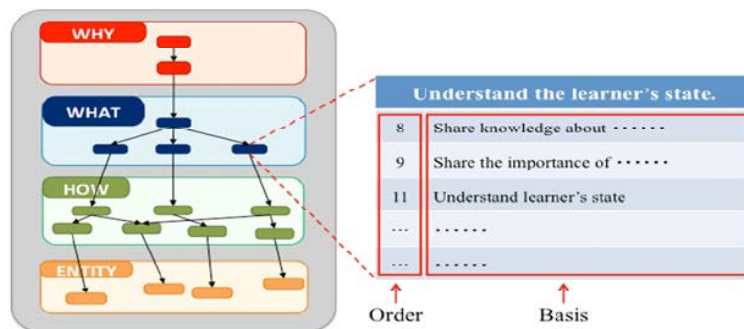 WHY
WHAT
HOW
ENTITY
Understand the learner's state.
8 Share knowledge about ······
9 Share the importance of ······
11 Understand learner's state
... ······
... ······
Order Basis